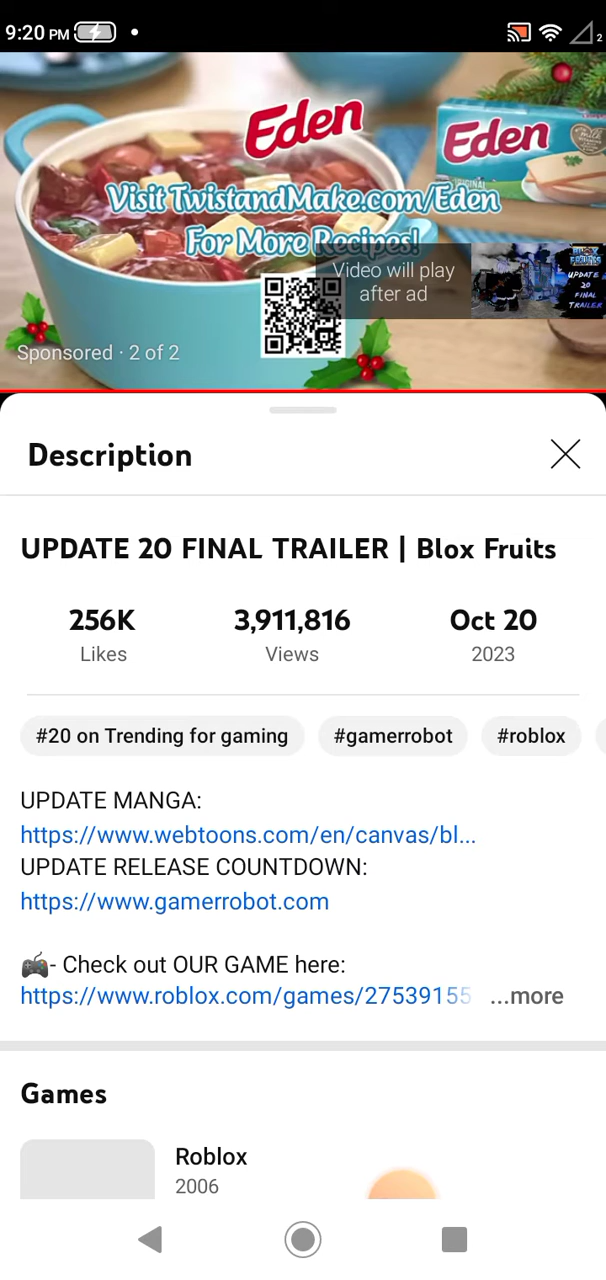 9:20 PM
2
Eden
Eden
ORIGINAL
Visit TwistandMake.com/Eden
For More Recipes!
Video will play
after ad
BLOX
FRUITS
UPDATE
20
FINAL
TRAILER
Sponsored · 2 of 2
Description
UPDATE 20 FINAL TRAILER | Blox Fruits
256K 3,911,816 Oct 20
Likes Views 2023
#20 on Trending for gaming #gamerrobot #roblox
UPDATE MANGA:
https://www.webtoons.com/en/canvas/bl...
UPDATE RELEASE COUNTDOWN:
https://www.gamerrobot.com
🎮- Check out OUR GAME here:
https://www.roblox.com/games/27539155 ...more
Games
Roblox
2006